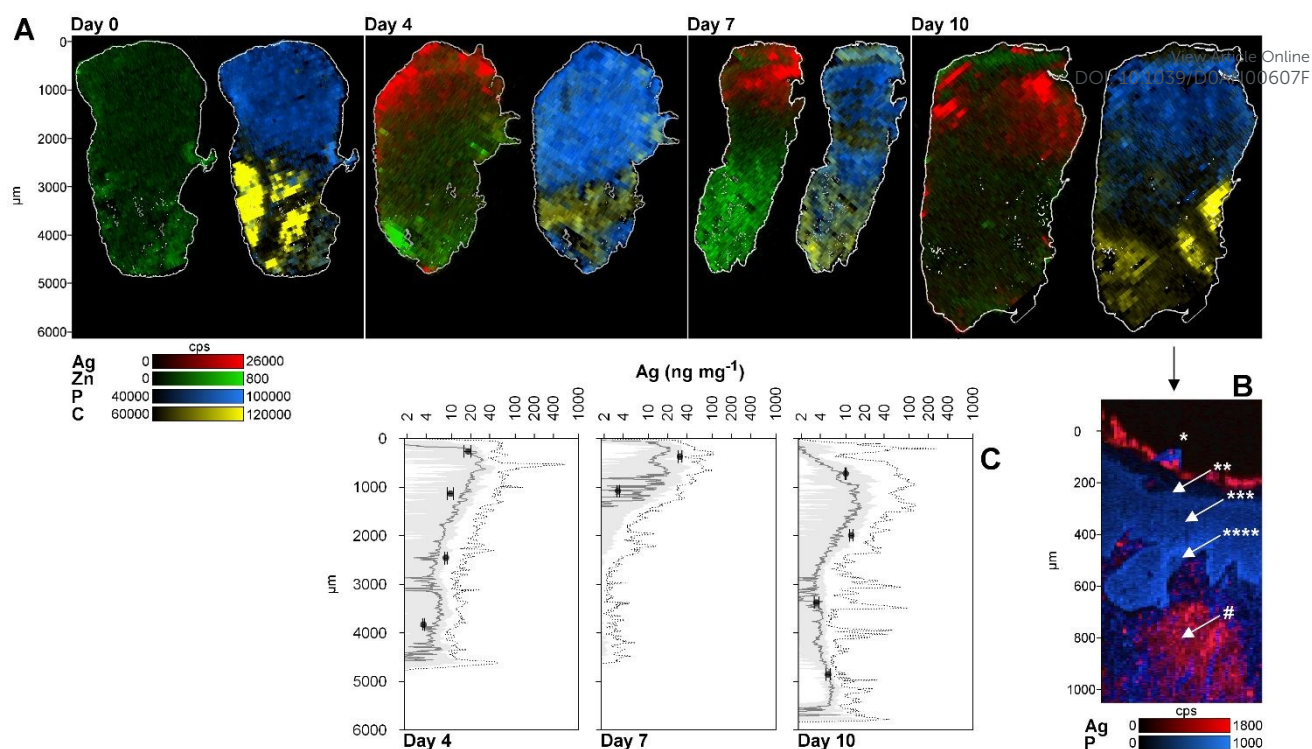 A
Day 0
Day 4
Day 7
Day 10
View Article Online
0
1000
2000
3000
4000
5000
6000
µm
cps
Ag 0 26000
Zn 0 800
P 40000 100000
C 60000 120000
Ag (ng mg-1)
2 4 10 20 40 100 200 400 1000
2 4 10 20 40 100 200 400 1000
2 4 10 20 40 100 200 400 1000
0
1000
2000
3000
4000
5000
6000
µm
Day 4
Day 7
Day 10
C
B
0
200
400
600
800
1000
µm
*
**
***
****
#
cps
Ag 0 1800
P 0 1000